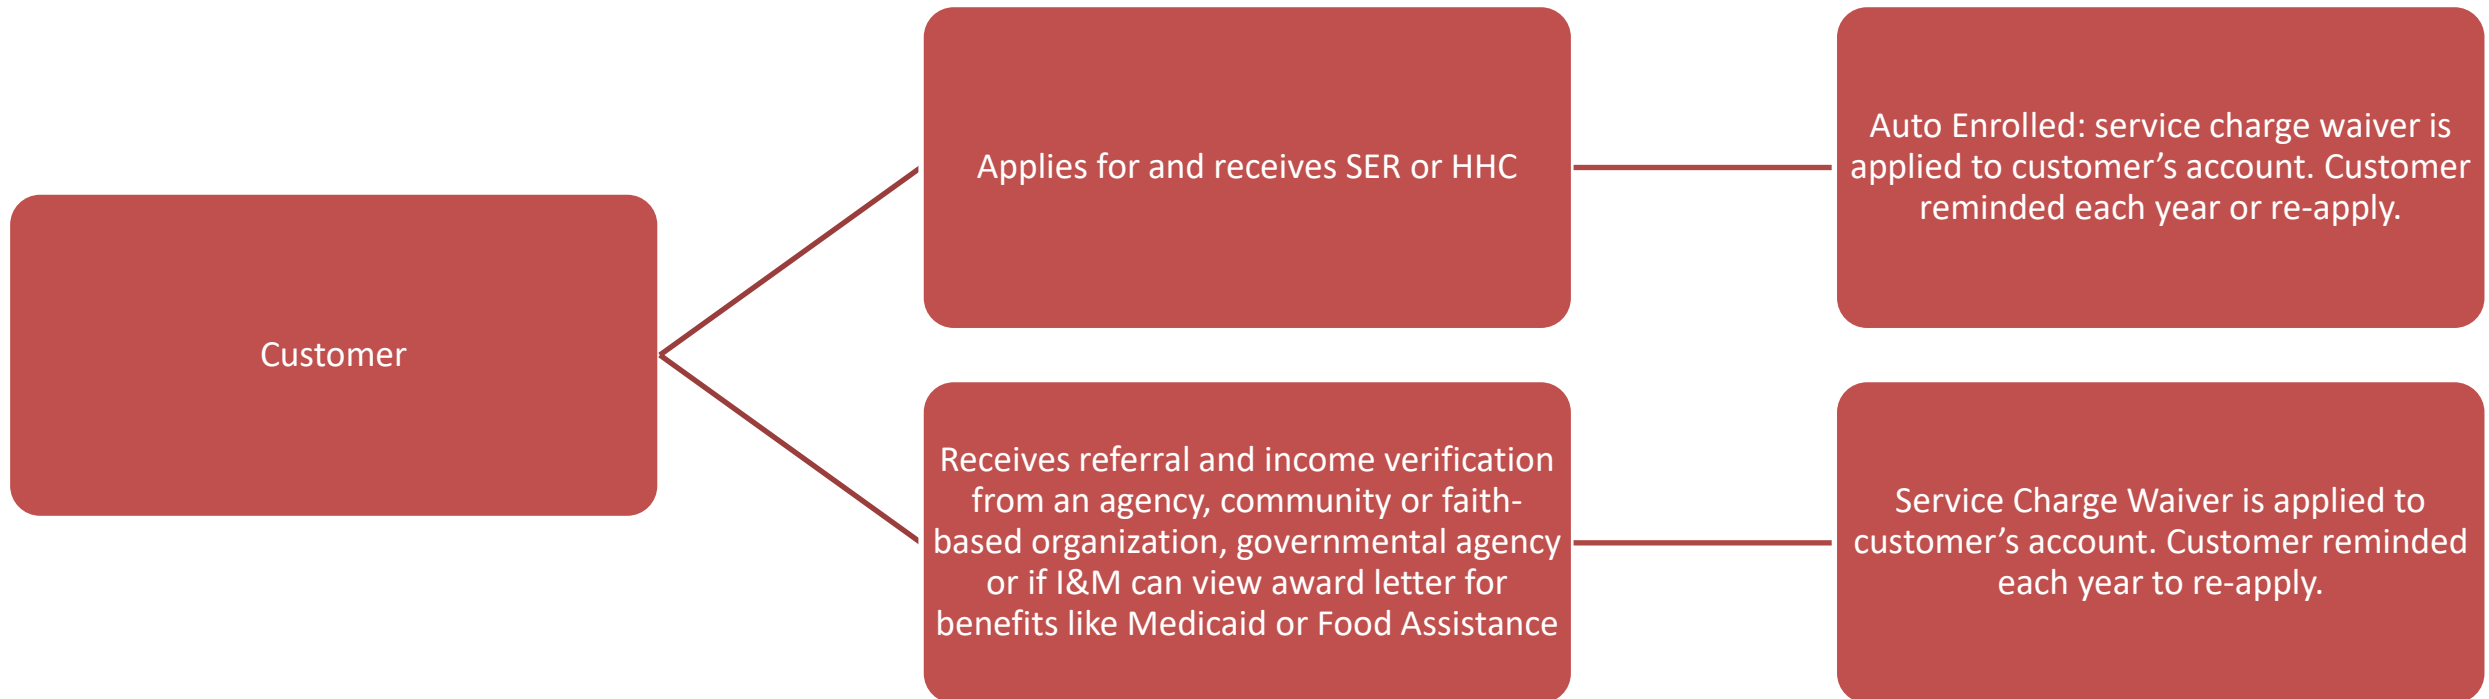 Customer
Applies for and receives SER or HHC
Auto Enrolled: service charge waiver is
applied to customer’s account. Customer
reminded each year or re-apply.
Receives referral and income verification
from an agency, community or faith-
based organization, governmental agency
or if I&M can view award letter for
benefits like Medicaid or Food Assistance
Service Charge Waiver is applied to
customer’s account. Customer reminded
each year to re-apply.